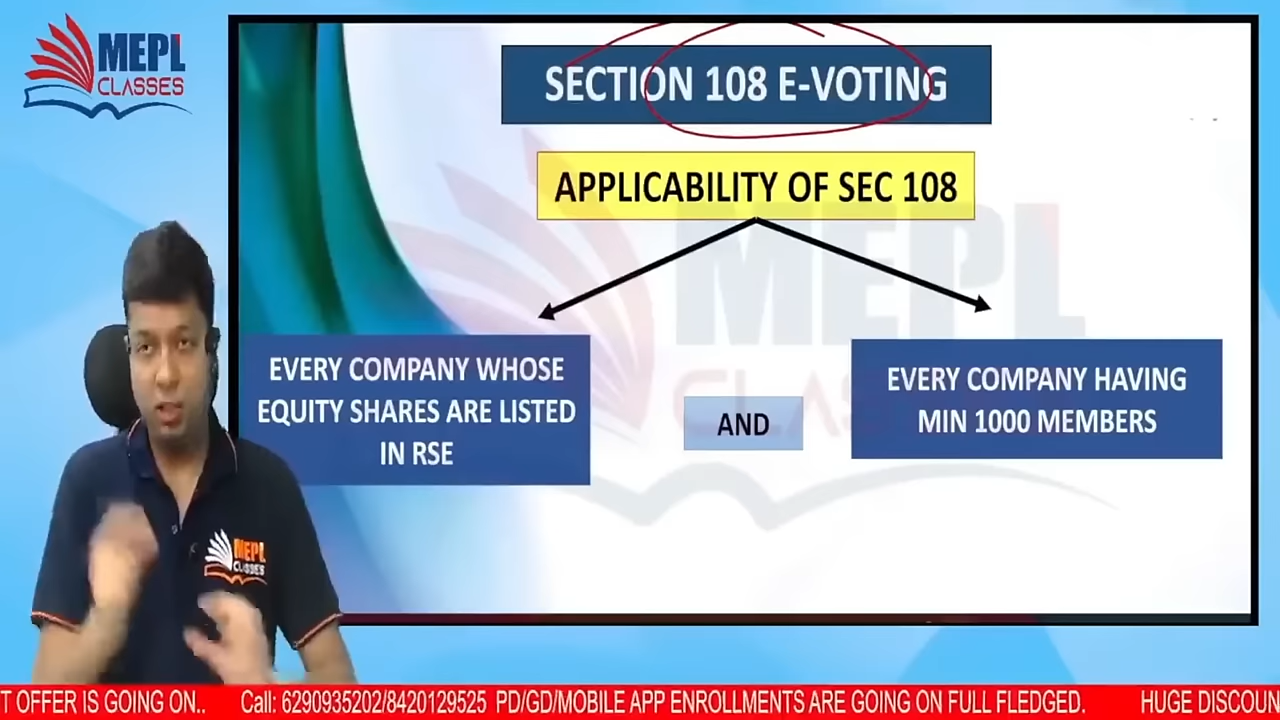 MEPL
CLASSES
SECTION 108 E-VOTING
APPLICABILITY OF SEC 108
EVERY COMPANY WHOSE
EQUITY SHARES ARE LISTED
IN RSE
AND
EVERY COMPANY HAVING
MIN 1000 MEMBERS
MEPL
CLASSES
MEPL
CLASSES
T OFFER IS GOING ON.. Call: 6290935202/8420129525 PD/GD/MOBILE APP ENROLLMENTS ARE GOING ON FULL FLEDGED. HUGE DISCOUN